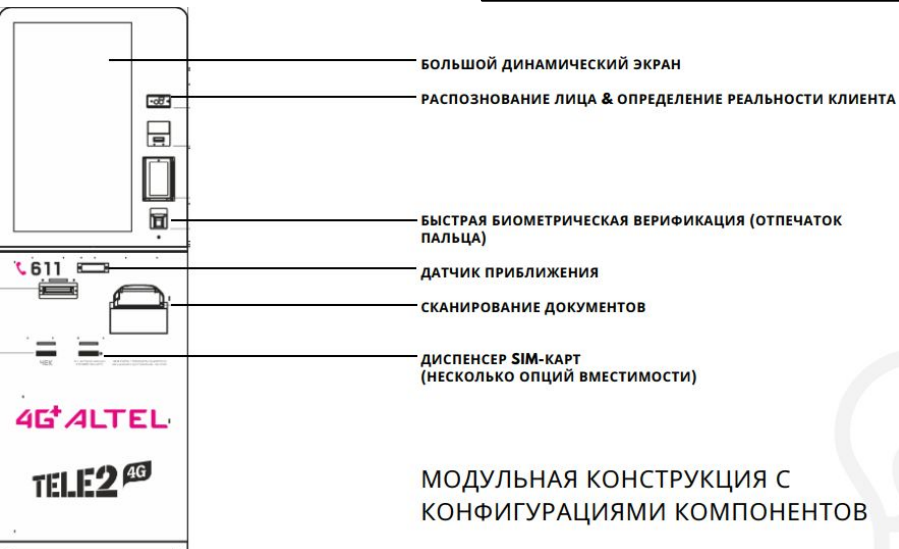 БОЛЬШОЙ ДИНАМИЧЕСКИЙ ЭКРАН
РАСПОЗНОВАНИЕ ЛИЦА & ОПРЕДЕЛЕНИЕ РЕАЛЬНОСТИ КЛИЕНТА
БЫСТРАЯ БИОМЕТРИЧЕСКАЯ ВЕРИФИКАЦИЯ (ОТПЕЧАТОК
ПАЛЬЦА)
611
ДАТЧИК ПРИБЛИЖЕНИЯ
СКАНИРОВАНИЕ ДОКУМЕНТОВ
ДИСПЕНСЕР SIM-КАРТ
(НЕСКОЛЬКО ОПЦИЙ ВМЕСТИМОСТИ)
ЧЕК
4G+ ALTEL
TELE2 4G
МОДУЛЬНАЯ КОНСТРУКЦИЯ С
КОНФИГУРАЦИЯМИ КОМПОНЕНТОВ